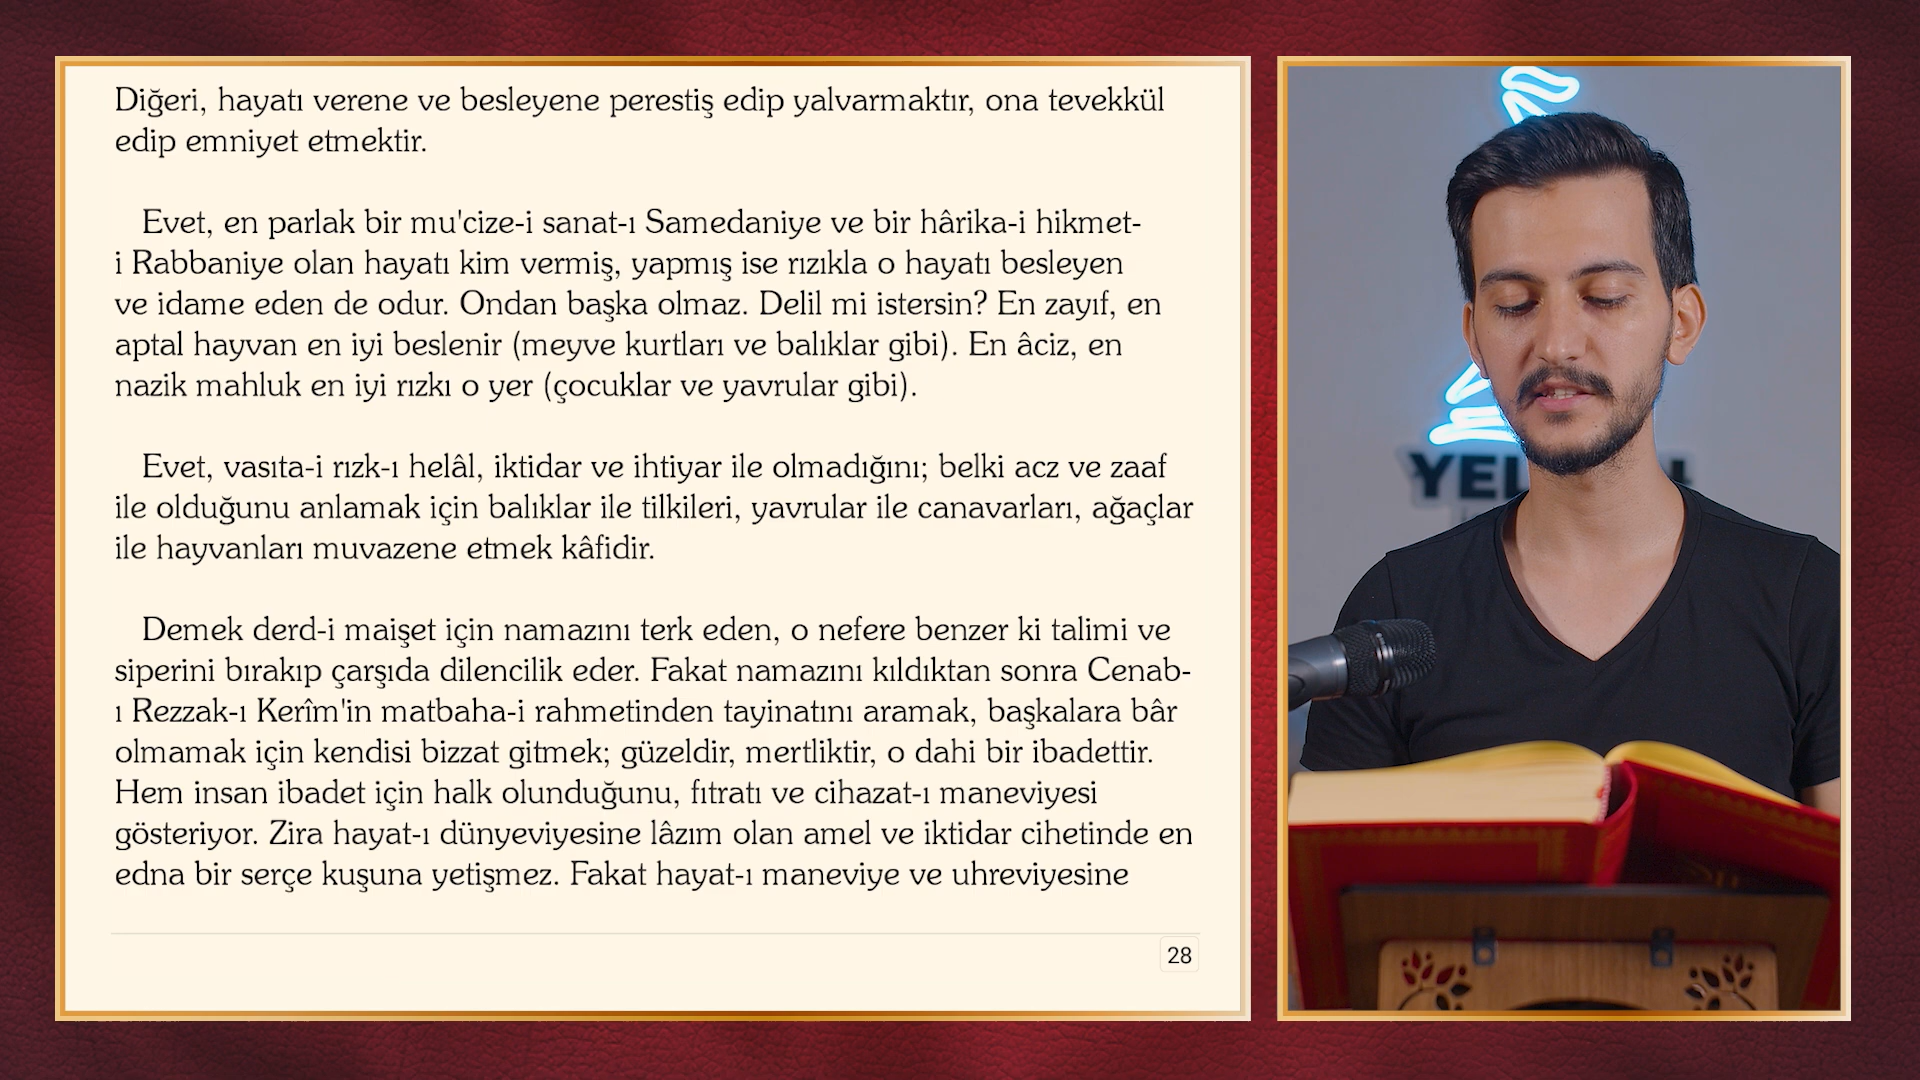 Diğeri, hayatı verene ve besleyene perestiş edip yalvarmaktır, ona tevekkül
edip emniyet etmektir.
Evet, en parlak bir mu'cize-i sanat-ı Samedaniye ve bir hârika-i hikmet-
i Rabbaniye olan hayatı kim vermiş, yapmış ise rızıkla o hayatı besleyen
ve idame eden de odur. Ondan başka olmaz. Delil mi istersin? En zayıf, en
aptal hayvan en iyi beslenir (meyve kurtları ve balıklar gibi). En âciz, en
nazik mahluk en iyi rızkı o yer (çocuklar ve yavrular gibi).
Evet, vasıta-i rızk-ı helâl, iktidar ve ihtiyar ile olmadığını; belki acz ve zaaf
ile olduğunu anlamak için balıklar ile tilkileri, yavrular ile canavarları, ağaçlar
ile hayvanları muvazene etmek kâfidir.
Demek derd-i maişet için namazını terk eden, o nefere benzer ki talimi ve
siperini bırakıp çarşıda dilencilik eder. Fakat namazını kıldıktan sonra Cenab-
ı Rezzak-ı Kerîm'in matbaha-i rahmetinden tayinatını aramak, başkalara bâr
olmamak için kendisi bizzat gitmek; güzeldir, mertliktir, o dahi bir ibadettir.
Hem insan ibadet için halk olunduğunu, fıtratı ve cihazat-ı maneviyesi
gösteriyor. Zira hayat-ı dünyeviyesine lâzım olan amel ve iktidar cihetinde en
edna bir serçe kuşuna yetişmez. Fakat hayat-ı maneviye ve uhreviyesine
28